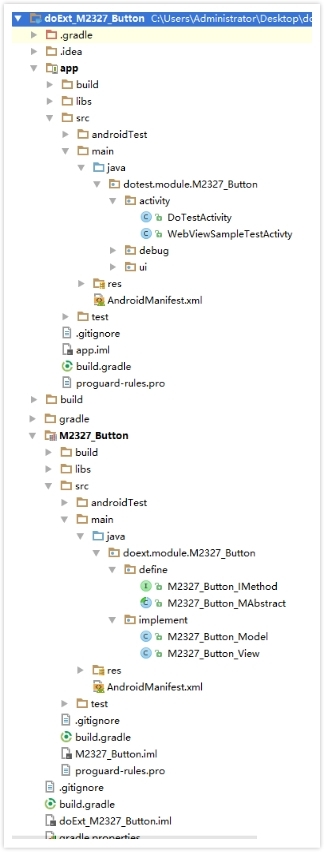 doExt_M2327_Button C:\Users\Administrator\Desktop\do
.gradle
.idea
app
build
libs
src
androidTest
main
java
dotest.module.M2327_Button
activity
DoTestActivity
WebViewSampleTestActivty
debug
ui
res
AndroidManifest.xml
test
.gitignore
app.iml
build.gradle
proguard-rules.pro
build
gradle
M2327_Button
build
libs
src
androidTest
main
java
doext.module.M2327_Button
define
M2327_Button_IMethod
M2327_Button_MAbstract
implement
M2327_Button_Model
M2327_Button_View
res
AndroidManifest.xml
test
.gitignore
build.gradle
M2327_Button.iml
proguard-rules.pro
.gitignore
build.gradle
doExt_M2327_Button.iml
gradle.properties